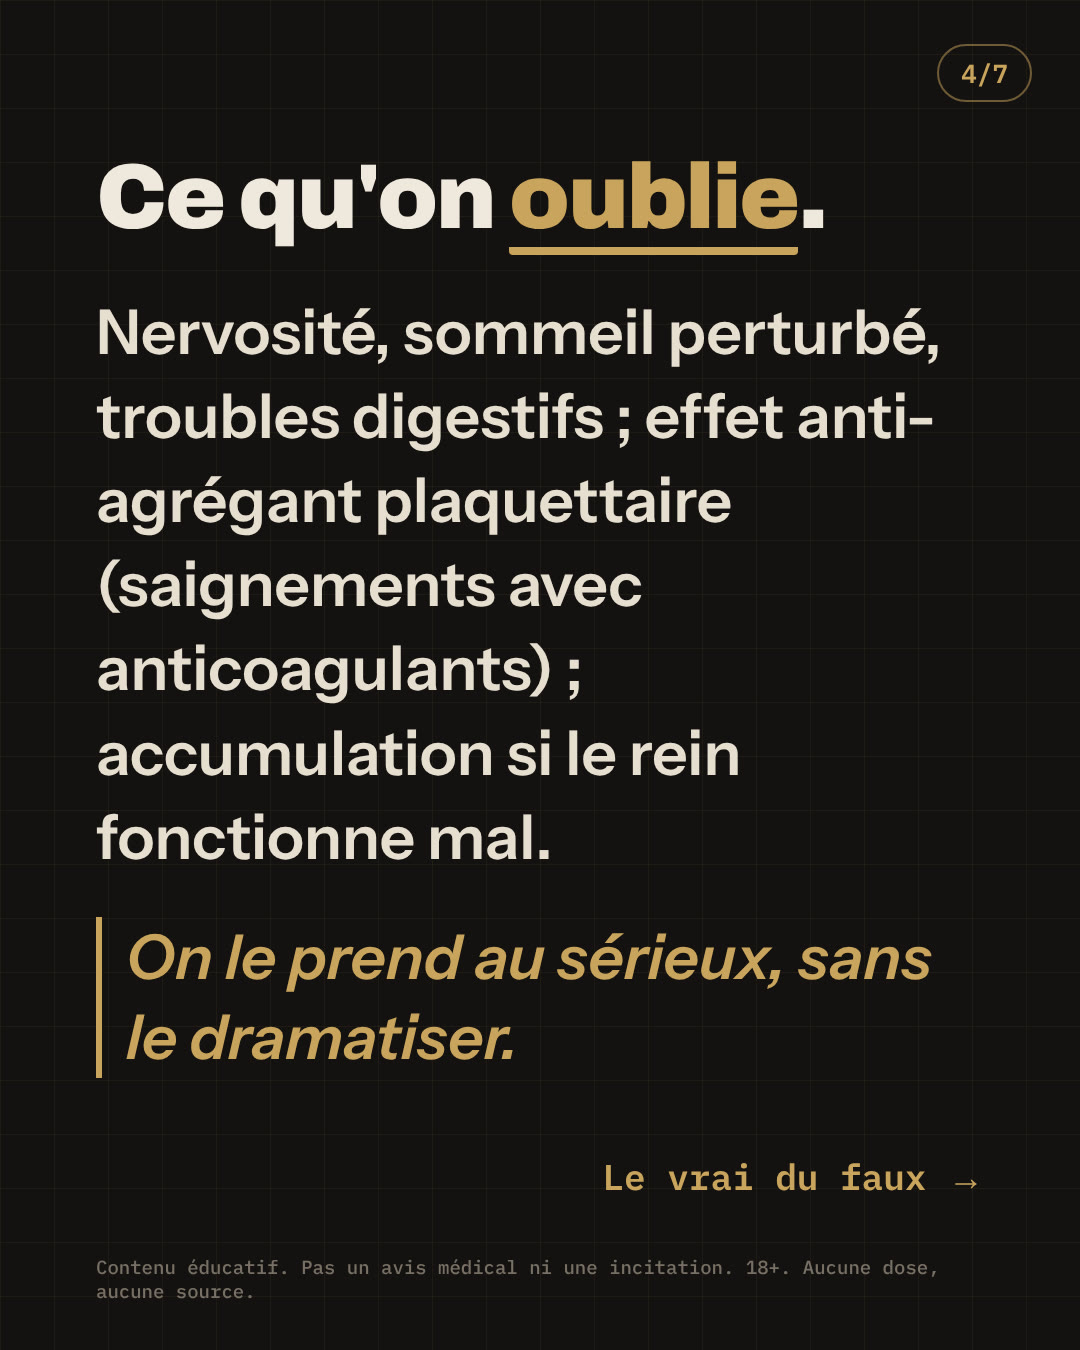 4/7
Ce qu'on oublie.
Nervosité, sommeil perturbé,
troubles digestifs ; effet anti-
agrégant plaquettaire
(saignements avec
anticoagulants) ;
accumulation si le rein
fonctionne mal.
On le prend au sérieux, sans
le dramatiser.
Le vrai du faux →
Contenu éducatif. Pas un avis médical ni une incitation. 18+. Aucune dose,
aucune source.